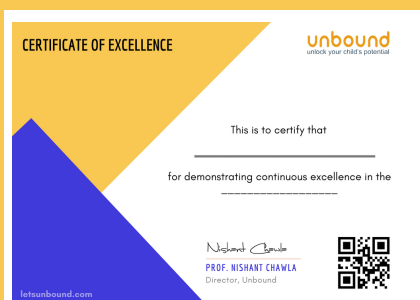 CERTIFICATE OF EXCELLENCE
unbound
unlock your child's potential
This is to certify that
for demonstrating continuous excellence in the
Nishant Chawla
PROF. NISHANT CHAWLA
Director, Unbound
letsunbound.com